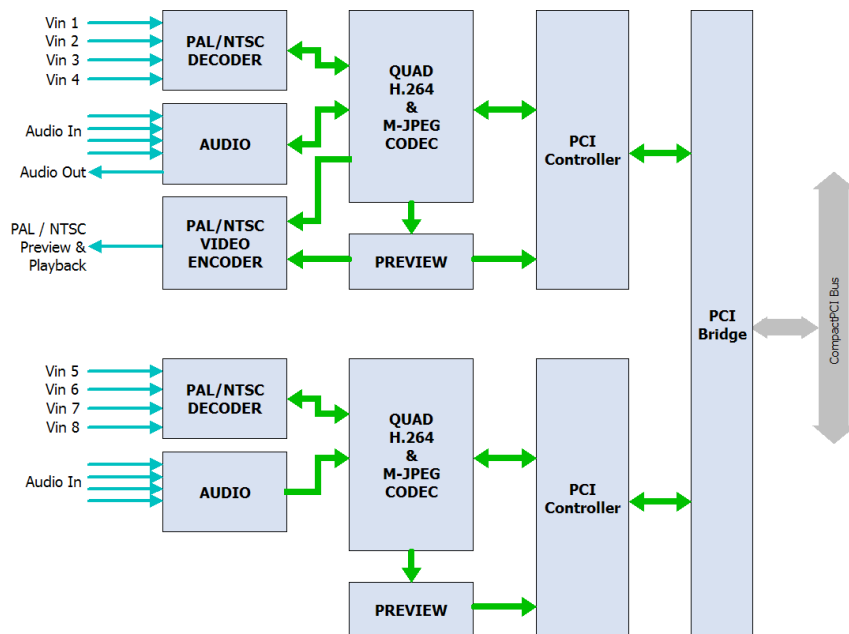 Vin 1
Vin 2
Vin 3
Vin 4
PAL/NTSC
DECODER
QUAD
H.264
&
M-JPEG
CODEC
Audio In
AUDIO
Audio Out
PCI
Controller
PAL / NTSC
Preview &
Playback
PAL/NTSC
VIDEO
ENCODER
PREVIEW
PCI
Bridge
CompactPCI Bus
Vin 5
Vin 6
Vin 7
Vin 8
PAL/NTSC
DECODER
QUAD
H.264
&
M-JPEG
CODEC
Audio In
AUDIO
PCI
Controller
PREVIEW